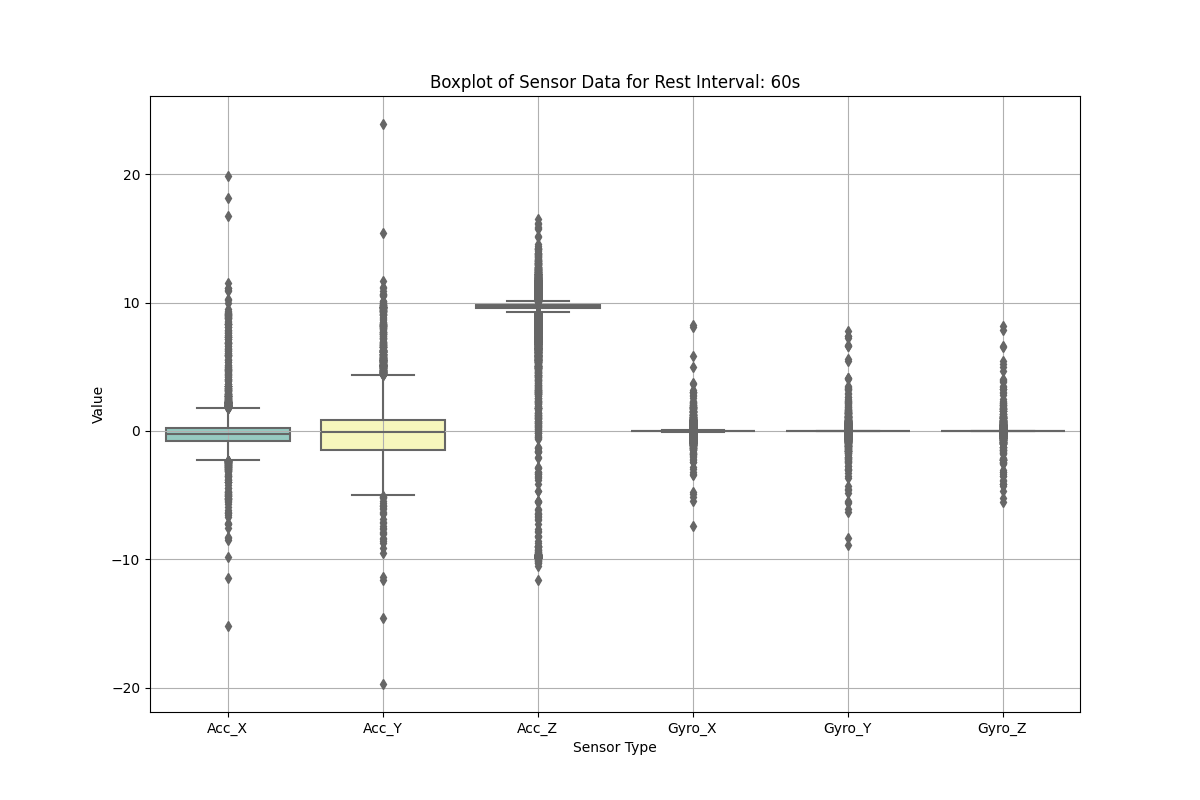 Boxplot of Sensor Data for Rest Interval: 60s
20
10
0
−10
−20
Value
Acc_X Acc_Y Acc_Z Gyro_X Gyro_Y Gyro_Z
Sensor Type